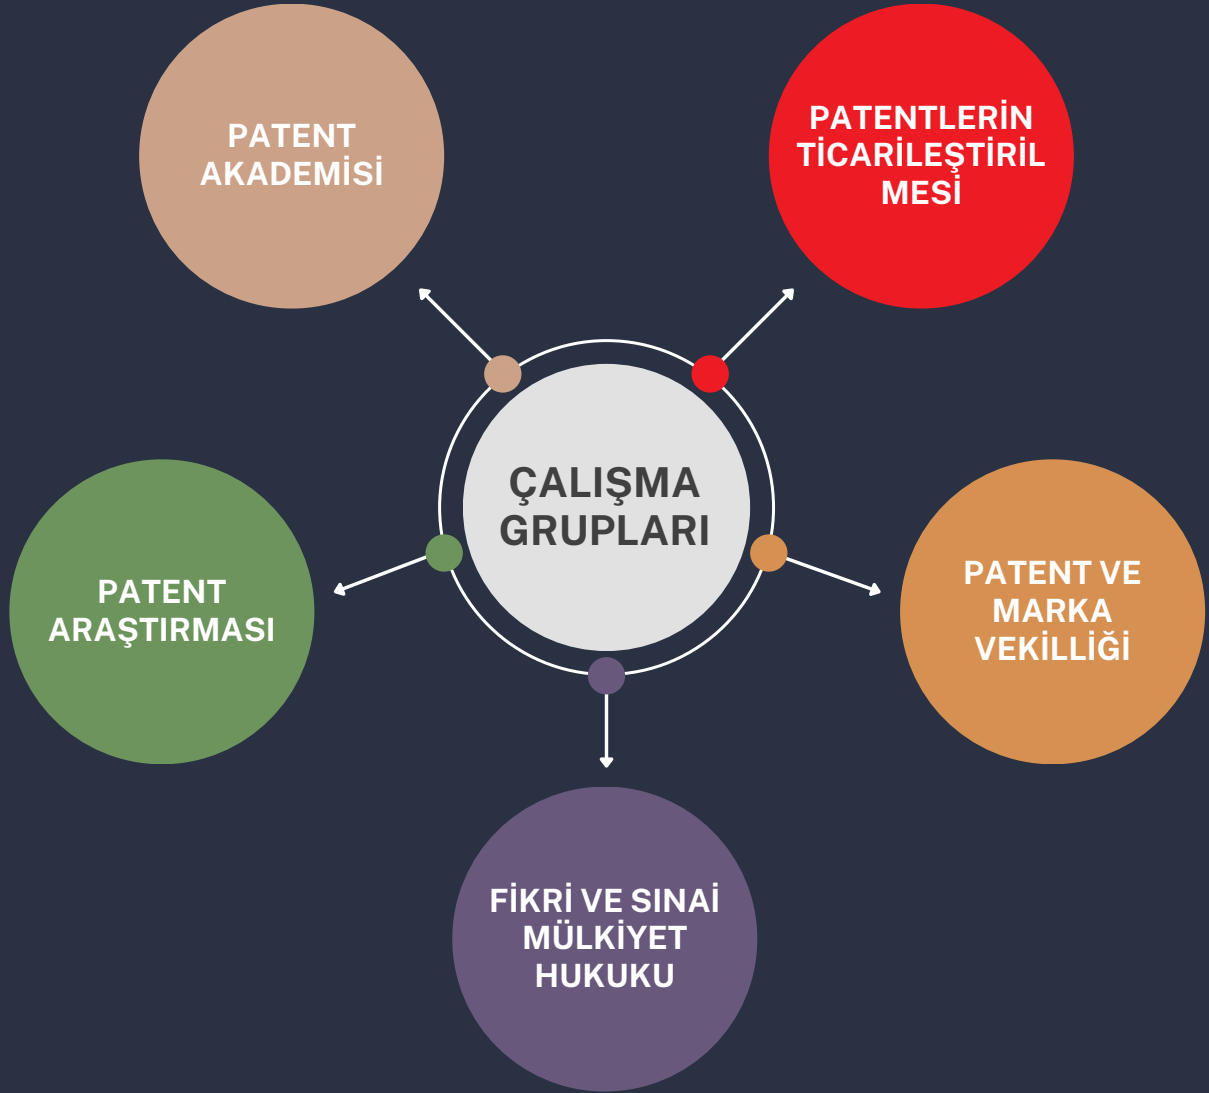 PATENT
AKADEMİSİ
PATENTLERİN
TİCARİLEŞTİRİL
MESİ
ÇALIŞMA
GRUPLARI
PATENT
ARAŞTIRMASI
PATENT VE
MARKA
VEKİLLİĞİ
FİKRİ VE SINAİ
MÜLKİYET
HUKUKU